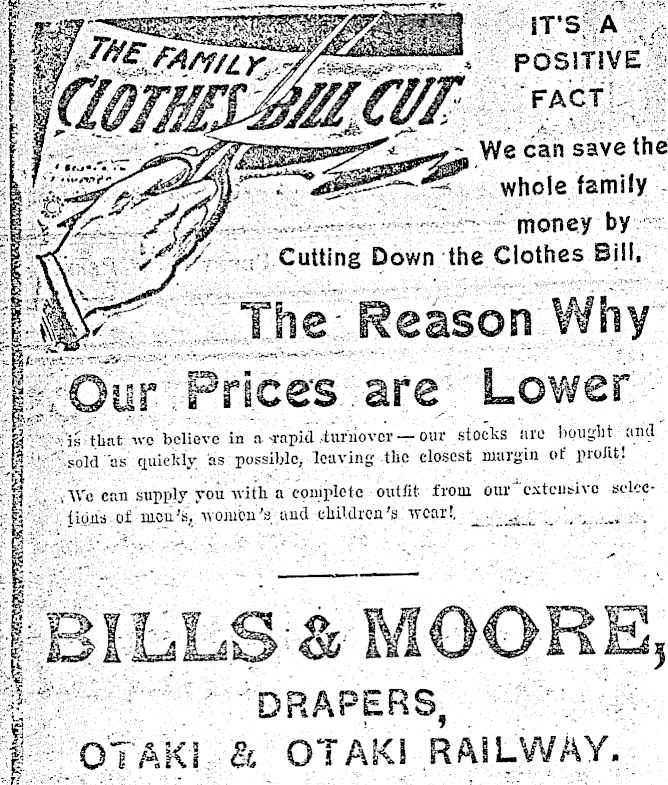 THE FAMILY
CLOTHES BILL CUT
IT'S A
POSITIVE
FACT
We can save the
whole family
money by
Cutting Down the Clothes Bill.
The Reason Why
Our Prices are Lower
is that we believe in a rapid turnover — our stocks are bought and
sold as quickly as possible, leaving the closest margin of profit!
We can supply you with a complete outfit from our extensive selec-
tions of men's, women's and children's wear!
BILLS & MOORE,
DRAPERS,
OTAKI & OTAKI RAILWAY.